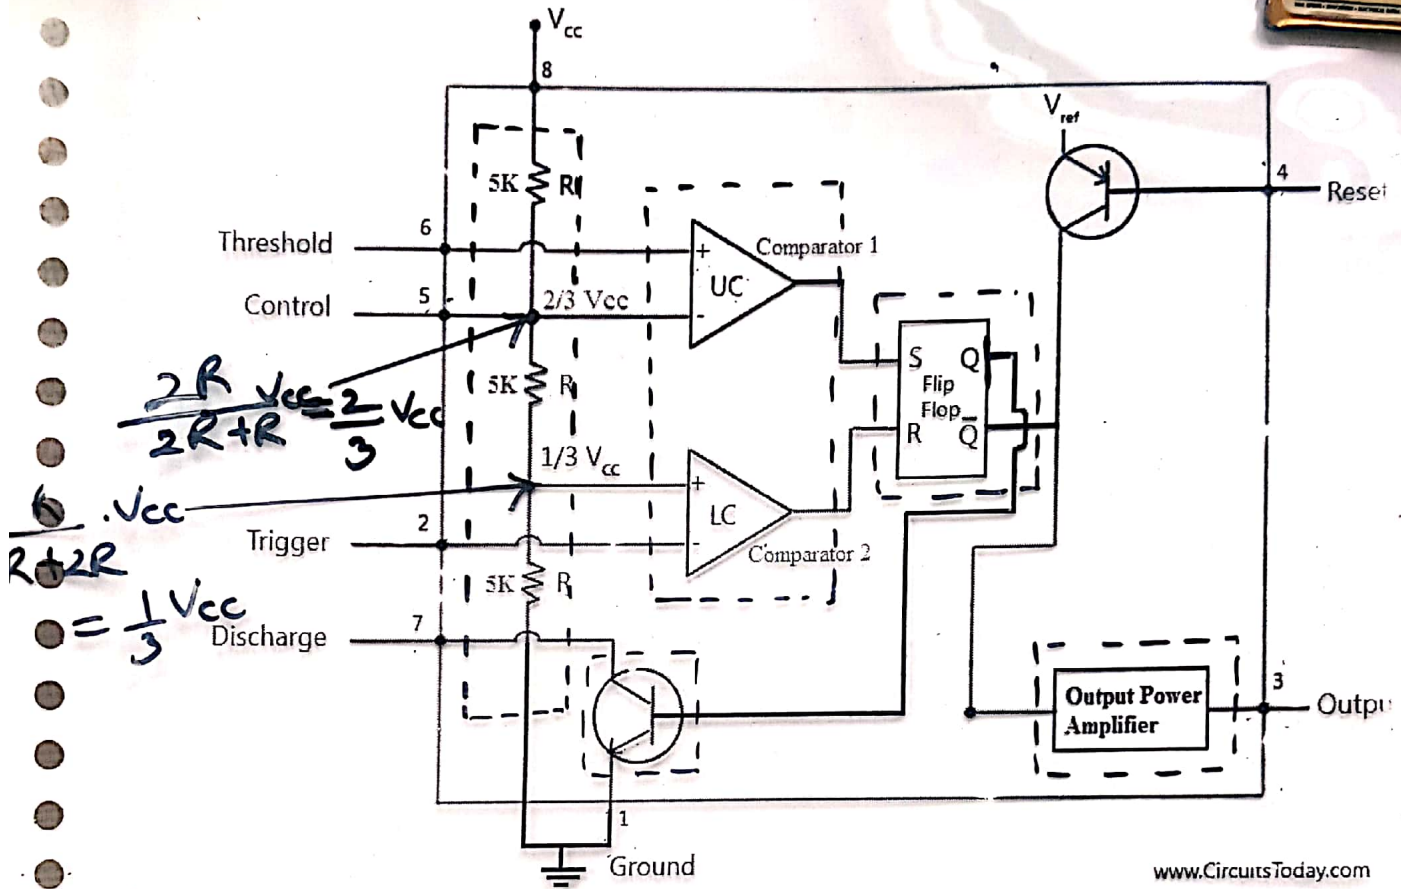 Vcc
8
Vref
5K R
4
Reset
6
Threshold
+
Comparator 1
UC
5
Control
2/3 Vcc
-
S Q
5K R
Flip
Flop
R Q̅
2R/2R+R Vcc = 2/3 Vcc
1/3 Vcc
+
.Vcc
R+2R
LC
2
Trigger
-
Comparator 2
5K R
= 1/3 Vcc
7
Discharge
3
Output Power
Amplifier
Outpu
1
Ground
www.CircuitsToday.com